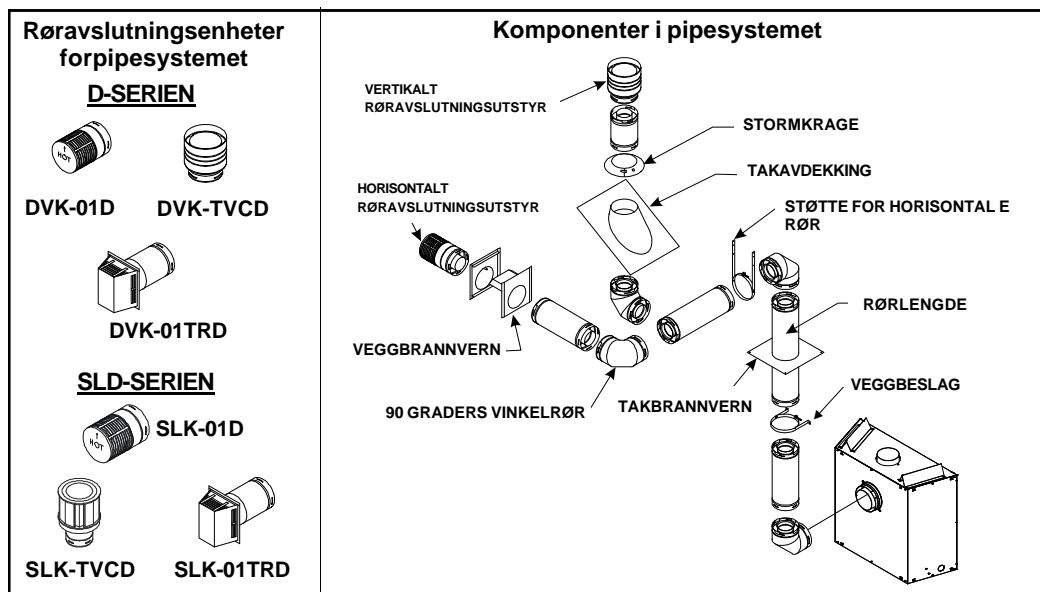 Røravslutningsenheter
forpipesystemet
D-SERIEN
HOT
DVK-01D
DVK-TVCD
DVK-01TRD
SLD-SERIEN
HOT
SLK-01D
SLK-TVCD
SLK-01TRD
Komponenter i pipesystemet
VERTIKALT
RØRAVSLUTNINGSUTSTYR
STORMKRAGE
TAKAVDEKKING
HORISONTALT
RØRAVSLUTNINGSUTSTYR
STØTTE FOR HORISONTAL E
RØR
RØRLENGDE
VEGGBRANNVERN
VEGGBESLAG
90 GRADERS VINKELRØR
TAKBRANNVERN